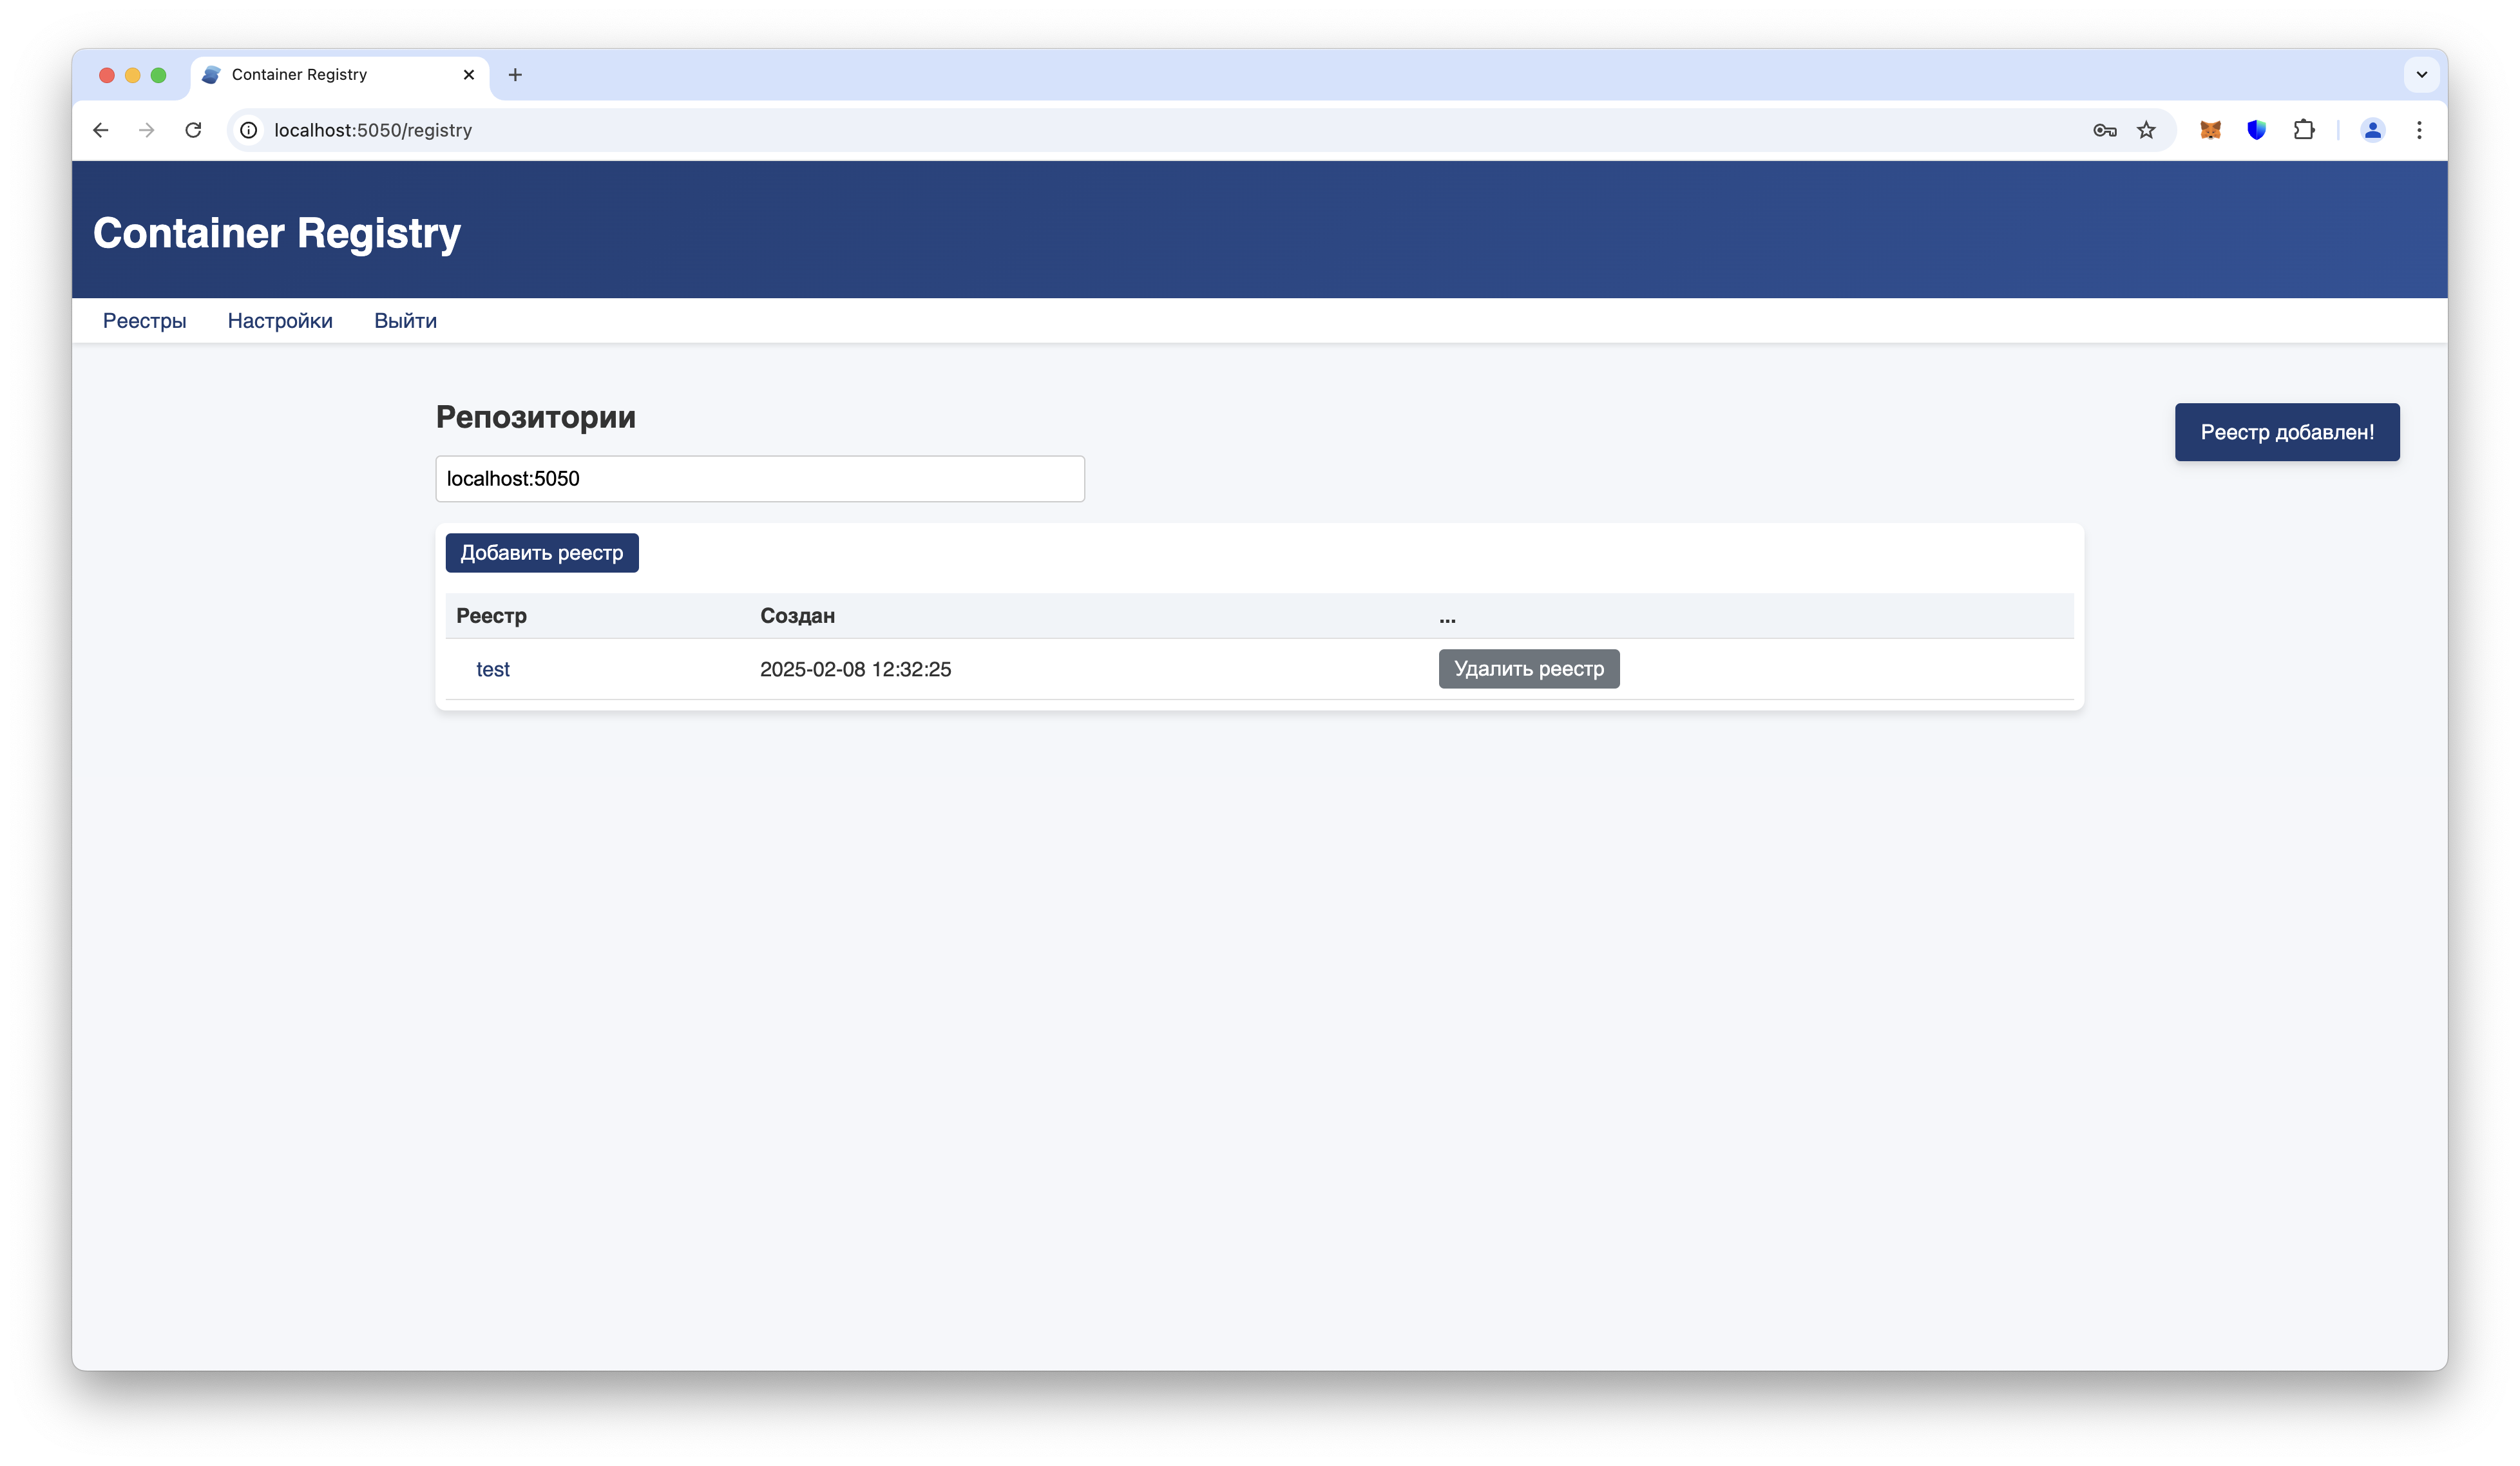 Container Registry
localhost:5050/registry
Container Registry
Реестры Настройки Выйти
Репозитории
Реестр добавлен!
localhost:5050
Добавить реестр
Реестр Создан ...
test 2025-02-08 12:32:25 Удалить реестр